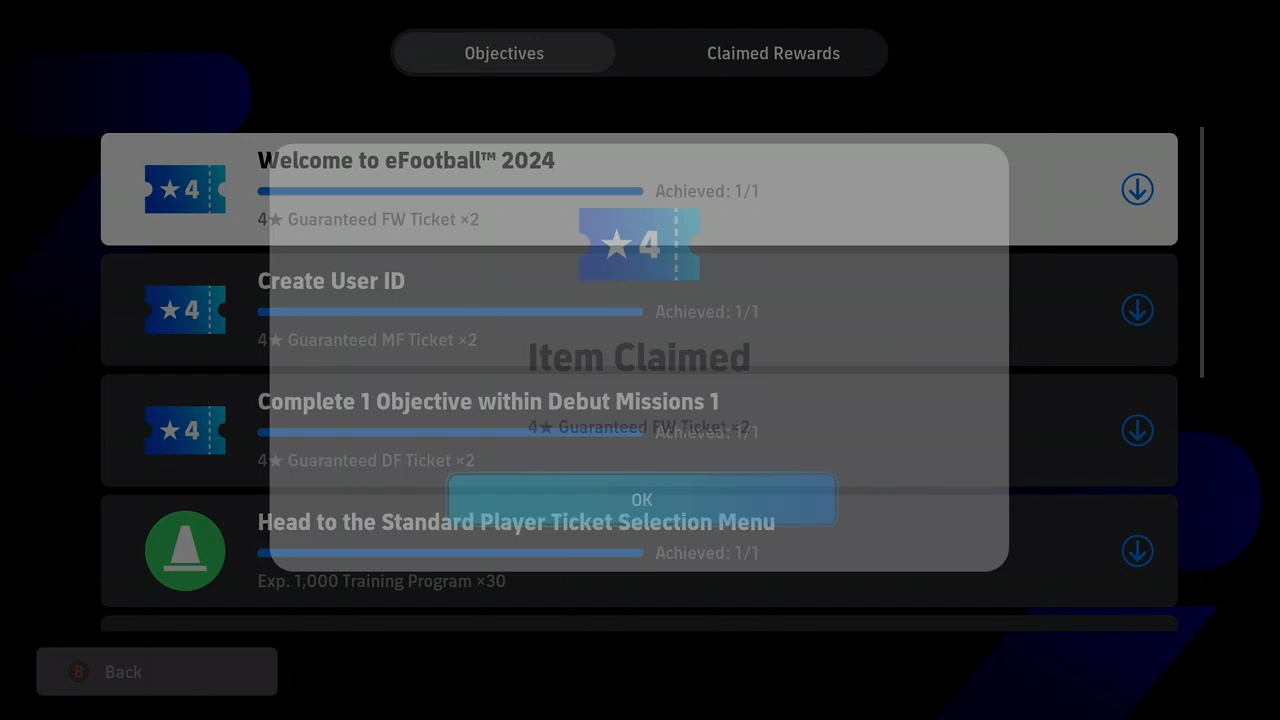 Objectives
Claimed Rewards
★ 4
Welcome to eFootball™ 2024
Achieved: 1/1
4★ Guaranteed FW Ticket ×2
★ 4
Create User ID
Achieved: 1/1
4★ Guaranteed MF Ticket ×2
★ 4
Complete 1 Objective within Debut Missions 1
Achieved: 1/1
4★ Guaranteed DF Ticket ×2
Head to the Standard Player Ticket Selection Menu
Achieved: 1/1
Exp. 1,000 Training Program ×30
★ 4
Item Claimed
4★ Guaranteed FW Ticket ×2
OK
B Back